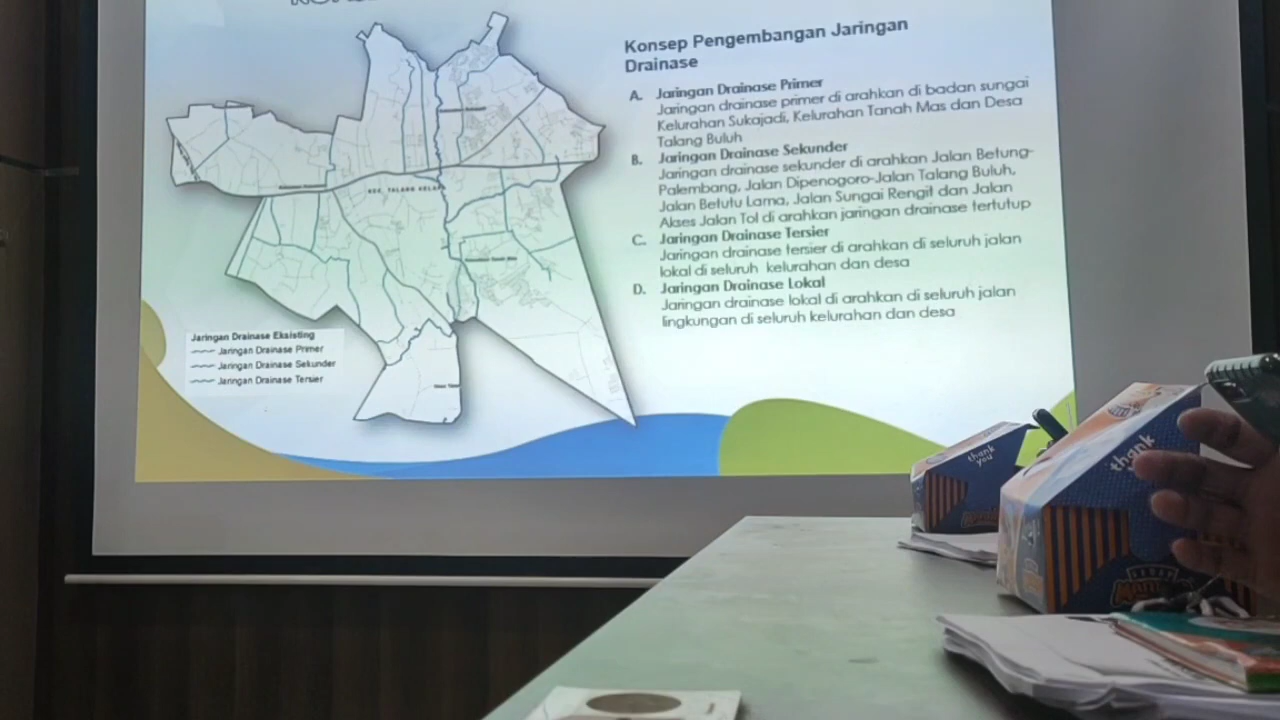 Konsep Pengembangan Jaringan
Drainase
A. Jaringan Drainase Primer
Jaringan drainase primer di arahkan di badan sungai
Kelurahan Sukajadi, Kelurahan Tanah Mas dan Desa
Talang Buluh
B. Jaringan Drainase Sekunder
Jaringan drainase sekunder di arahkan Jalan Betung-
Palembang, Jalan Dipenogoro-Jalan Talang Buluh,
Jalan Betutu Lama, Jalan Sungai Rengit dan Jalan
Akses Jalan Tol di arahkan jaringan drainase tertutup
C. Jaringan Drainase Tersier
Jaringan drainase tersier di arahkan di seluruh jalan
lokal di seluruh kelurahan dan desa
D. Jaringan Drainase Lokal
Jaringan drainase lokal di arahkan di seluruh jalan
lingkungan di seluruh kelurahan dan desa
KEC. TALANG KELAPA
Jaringan Drainase Eksisting
Jaringan Drainase Primer
Jaringan Drainase Sekunder
Jaringan Drainase Tersier
thank
you
thank